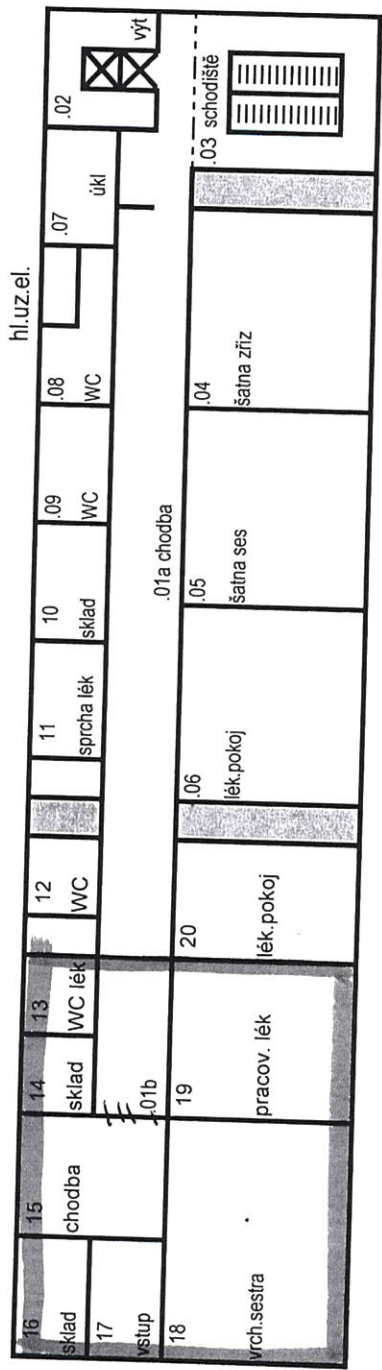 hl.uz.el.
.02
výt
.07
úkl
.08
WC
.09
WC
10
sklad
11
sprcha lék
12
WC
13
WC lék
14
sklad
15
chodba
16
sklad
17
vstup
.01a chodba
.01b
.03 schodiště
.04
šatna zříz
.05
šatna ses
.06
lék.pokoj
20
lék.pokoj
19
pracov. lék
18
vrch.sestra